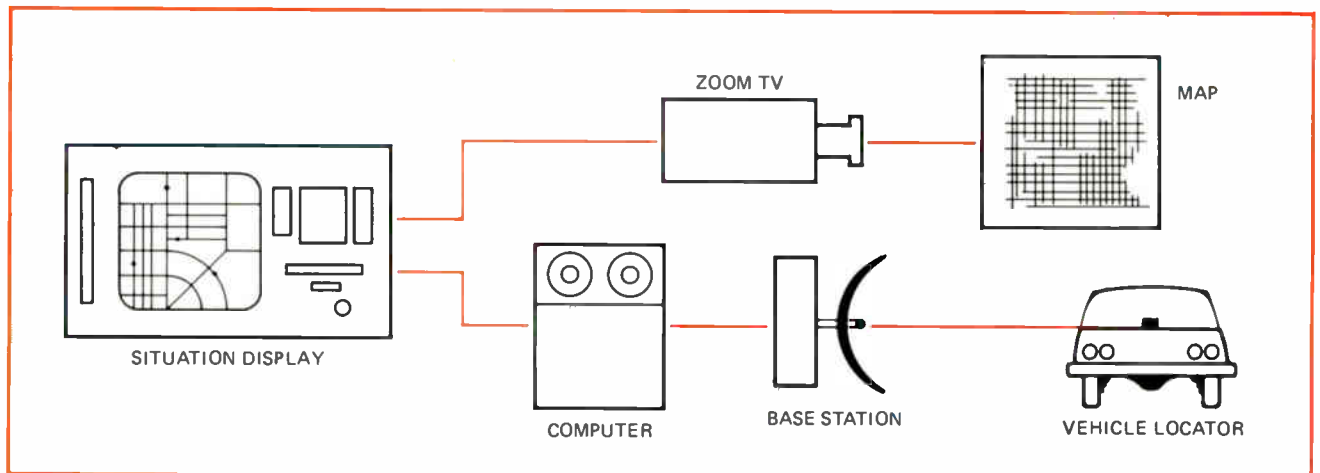 ZOOM TV
MAP
SITUATION DISPLAY
COMPUTER
BASE STATION
VEHICLE LOCATOR